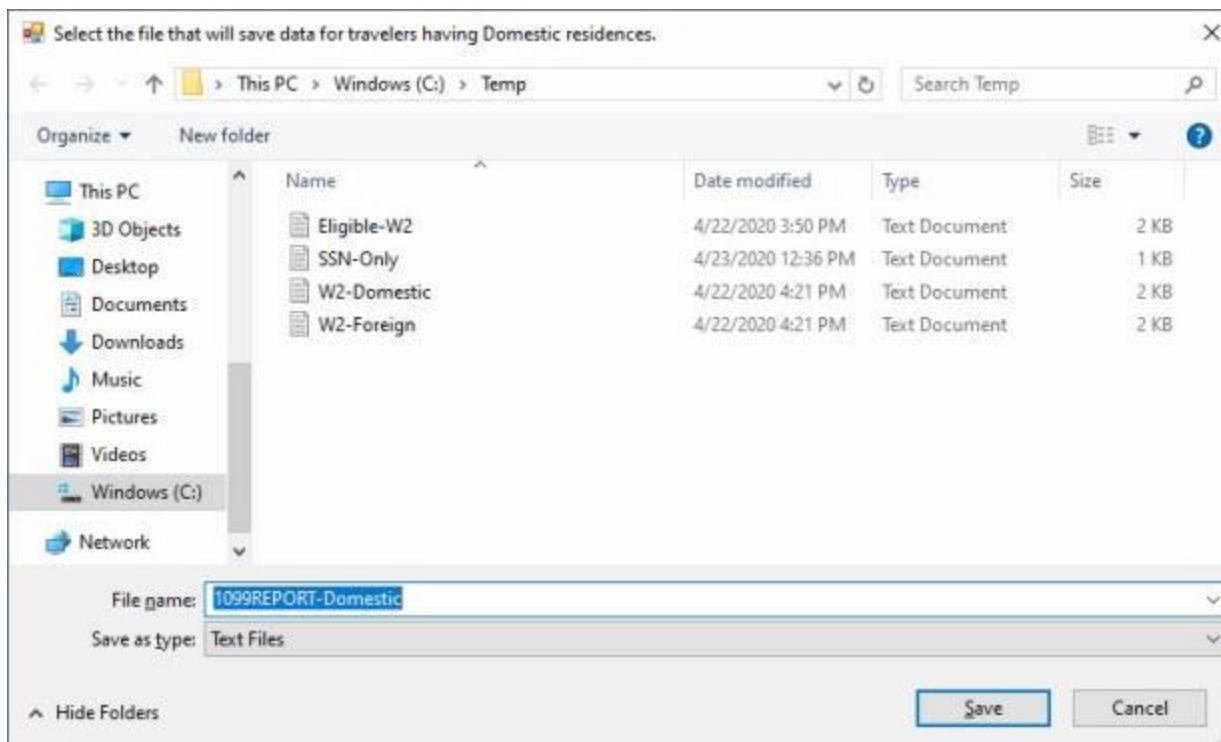 Select the file that will save data for travelers having Domestic residences.
This PC > Windows (C:) > Temp
Search Temp
Organize
New folder
Name Date modified Type Size
This PC
3D Objects
Desktop
Documents
Downloads
Music
Pictures
Videos
Windows (C:)
Network
Eligible-W2 4/22/2020 3:50 PM Text Document 2 KB
SSN-Only 4/23/2020 12:36 PM Text Document 1 KB
W2-Domestic 4/22/2020 4:21 PM Text Document 2 KB
W2-Foreign 4/22/2020 4:21 PM Text Document 2 KB
File name: 1099REPORT-Domestic
Save as type: Text Files
Hide Folders
Save
Cancel